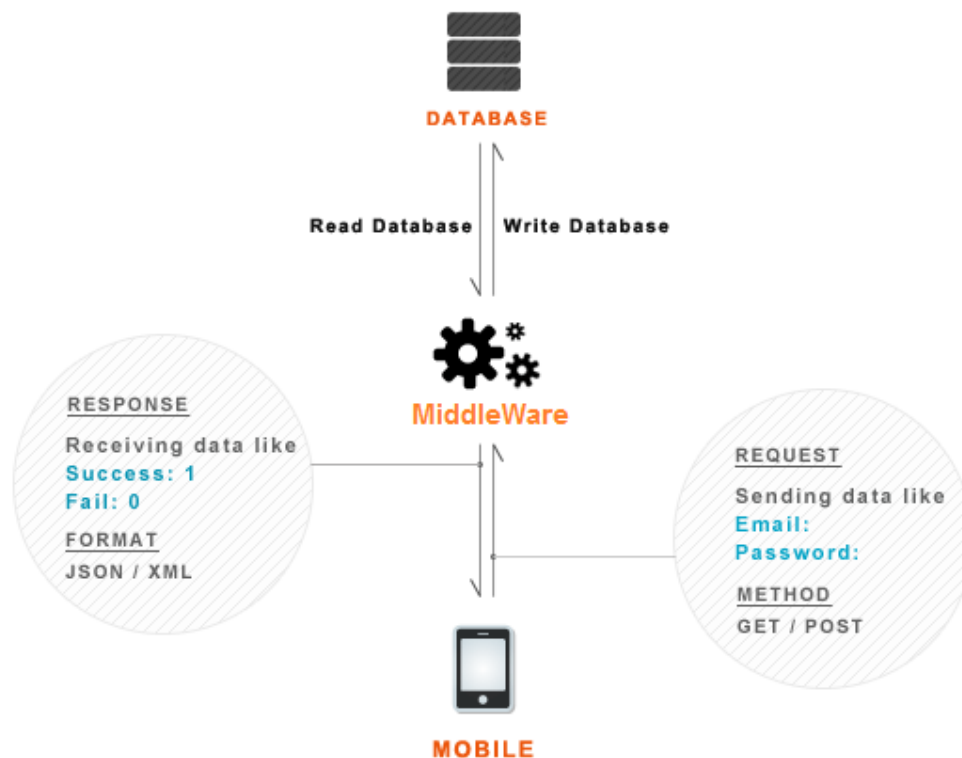 DATABASE
Read Database
Write Database
MiddleWare
RESPONSE
Receiving data like
Success: 1
Fail: 0
FORMAT
JSON / XML
REQUEST
Sending data like
Email:
Password:
METHOD
GET / POST
MOBILE